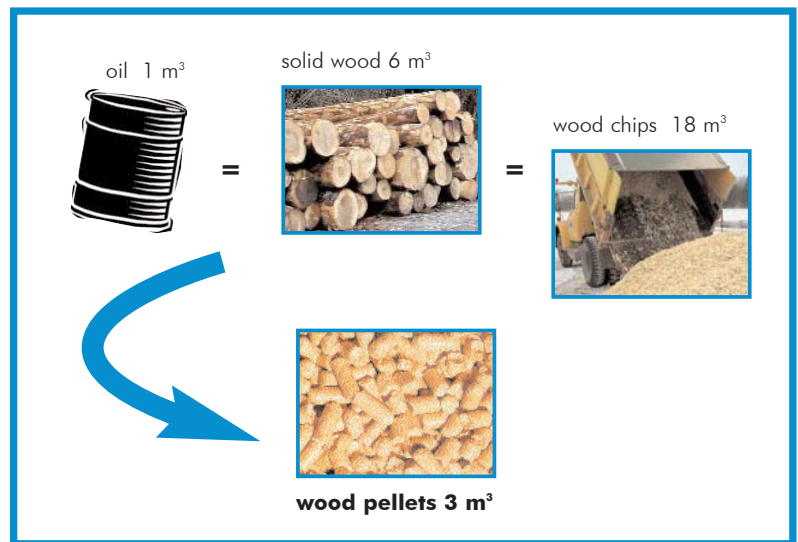 oil 1 m³
=
solid wood 6 m³
=
wood chips 18 m³
wood pellets 3 m³